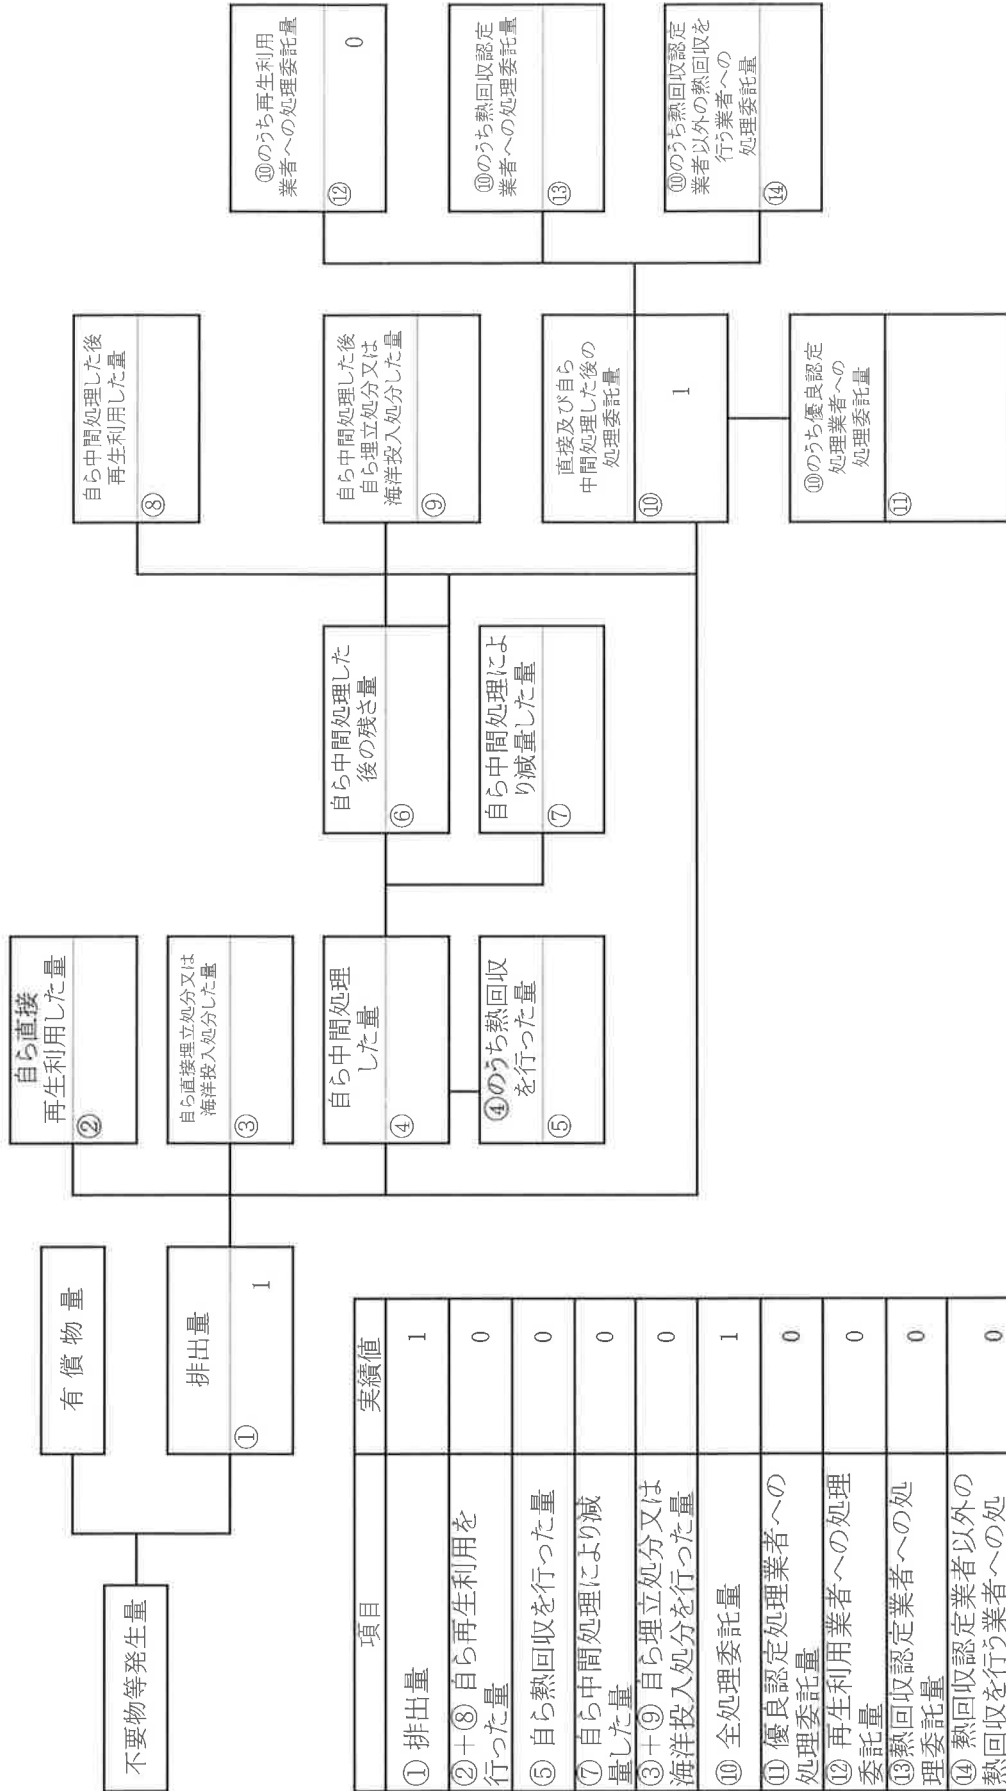 不要物等発生量
有償物量
排出量
①
1
自ら直接
再生利用した量
②
自ら直接埋立処分又は
海洋投入処分した量
③
自ら中間処理
した量
④
④のうち熱回収
を行った量
⑤
自ら中間処理した
後の残さ量
⑥
自ら中間処理によ
り減量した量
⑦
自ら中間処理した後
再生利用した量
⑧
自ら中間処理した後
自ら埋立処分又は
海洋投入処分した量
⑨
直接及び自ら
中間処理した後の
処理委託量
⑩
1
⑩のうち優良認定
処理業者への
処理委託量
⑪
⑩のうち再生利用
業者への処理委託量
⑫
0
⑩のうち熱回収認定
業者への処理委託量
⑬
⑩のうち熱回収認定
業者以外の熱回収を
行う業者への
処理委託量
⑭
項目 実績値
① 排出量 1
②+⑧ 自ら再生利用を
行った量 0
⑤ 自ら熱回収を行った量 0
⑦ 自ら中間処理により減
量した量 0
③+⑨ 自ら埋立処分又は
海洋投入処分を行った量 0
⑩ 全処理委託量 1
⑪ 優良認定処理業者への
処理委託量 0
⑫ 再生利用業者への処理
委託量 0
⑬熱回収認定業者への処
理委託量 0
⑭ 熱回収認定業者以外の
熱回収を行う業者への処 0